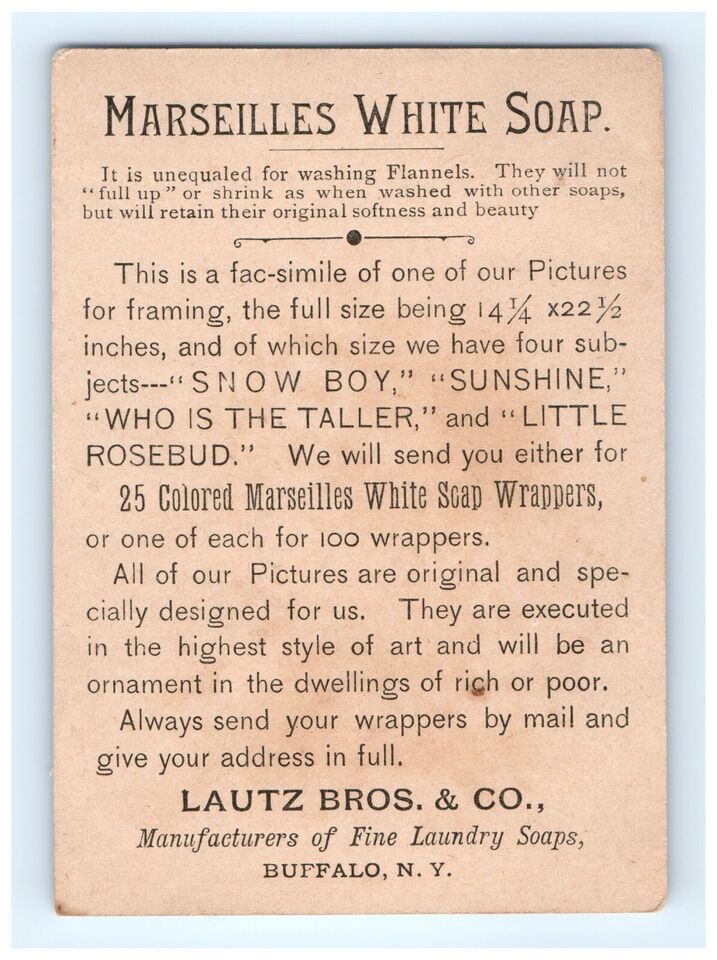 MARSEILLES WHITE SOAP.
It is unequaled for washing Flannels. They will not
"full up" or shrink as when washed with other soaps,
but will retain their original softness and beauty
This is a fac-simile of one of our Pictures
for framing, the full size being 14 1/4 x22 1/2
inches, and of which size we have four sub-
jects---"SNOW BOY," "SUNSHINE,"
"WHO IS THE TALLER," and "LITTLE
ROSEBUD." We will send you either for
25 Colored Marseilles White Soap Wrappers,
or one of each for 100 wrappers.
All of our Pictures are original and spe-
cially designed for us. They are executed
in the highest style of art and will be an
ornament in the dwellings of rich or poor.
Always send your wrappers by mail and
give your address in full.
LAUTZ BROS. & CO.,
Manufacturers of Fine Laundry Soaps,
BUFFALO, N. Y.